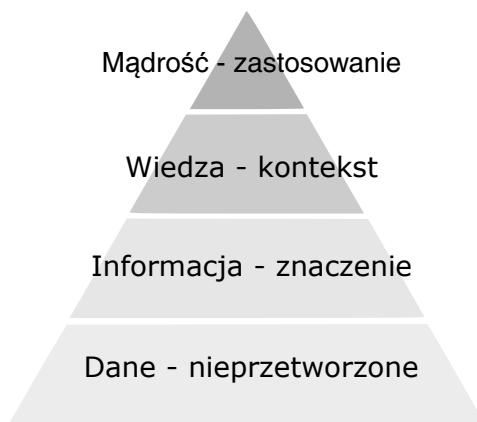 Mądrość - zastosowanie
Wiedza - kontekst
Informacja - znaczenie
Dane - nieprzetworzone